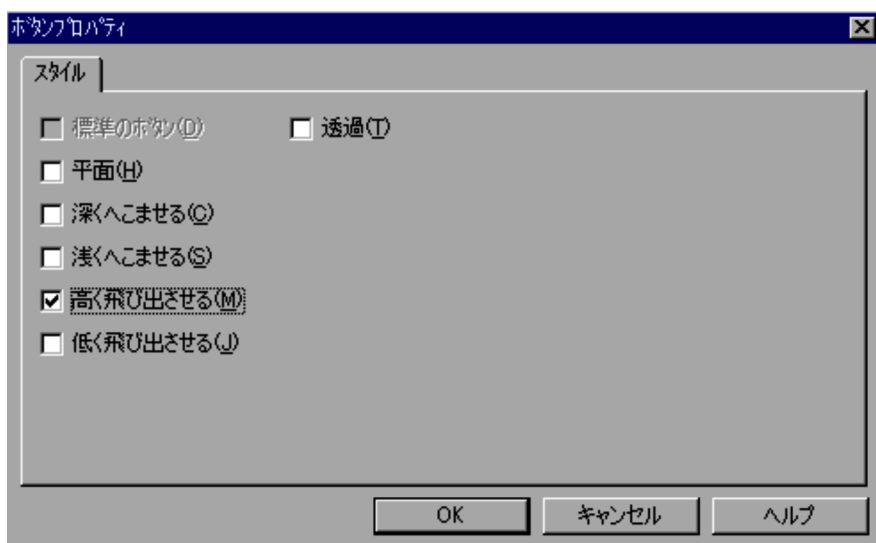 ﾎﾞﾀﾝﾌﾟﾛﾊﾟﾃｨ
ｽﾀｲﾙ
標準のﾎﾞﾀﾝ(D)
透過(T)
平面(H)
深くへこませる(C)
浅くへこませる(S)
高く飛び出させる(M)
低く飛び出させる(J)
OK
キャンセル
ヘルプ